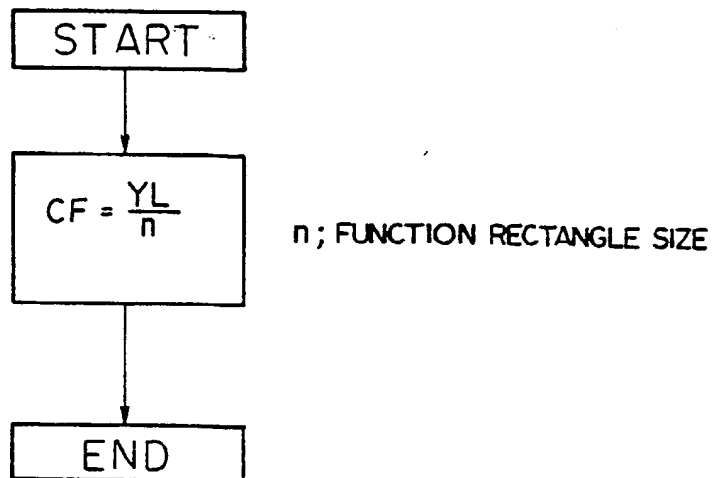 START
CF = YL/n
n; FUNCTION RECTANGLE SIZE
END